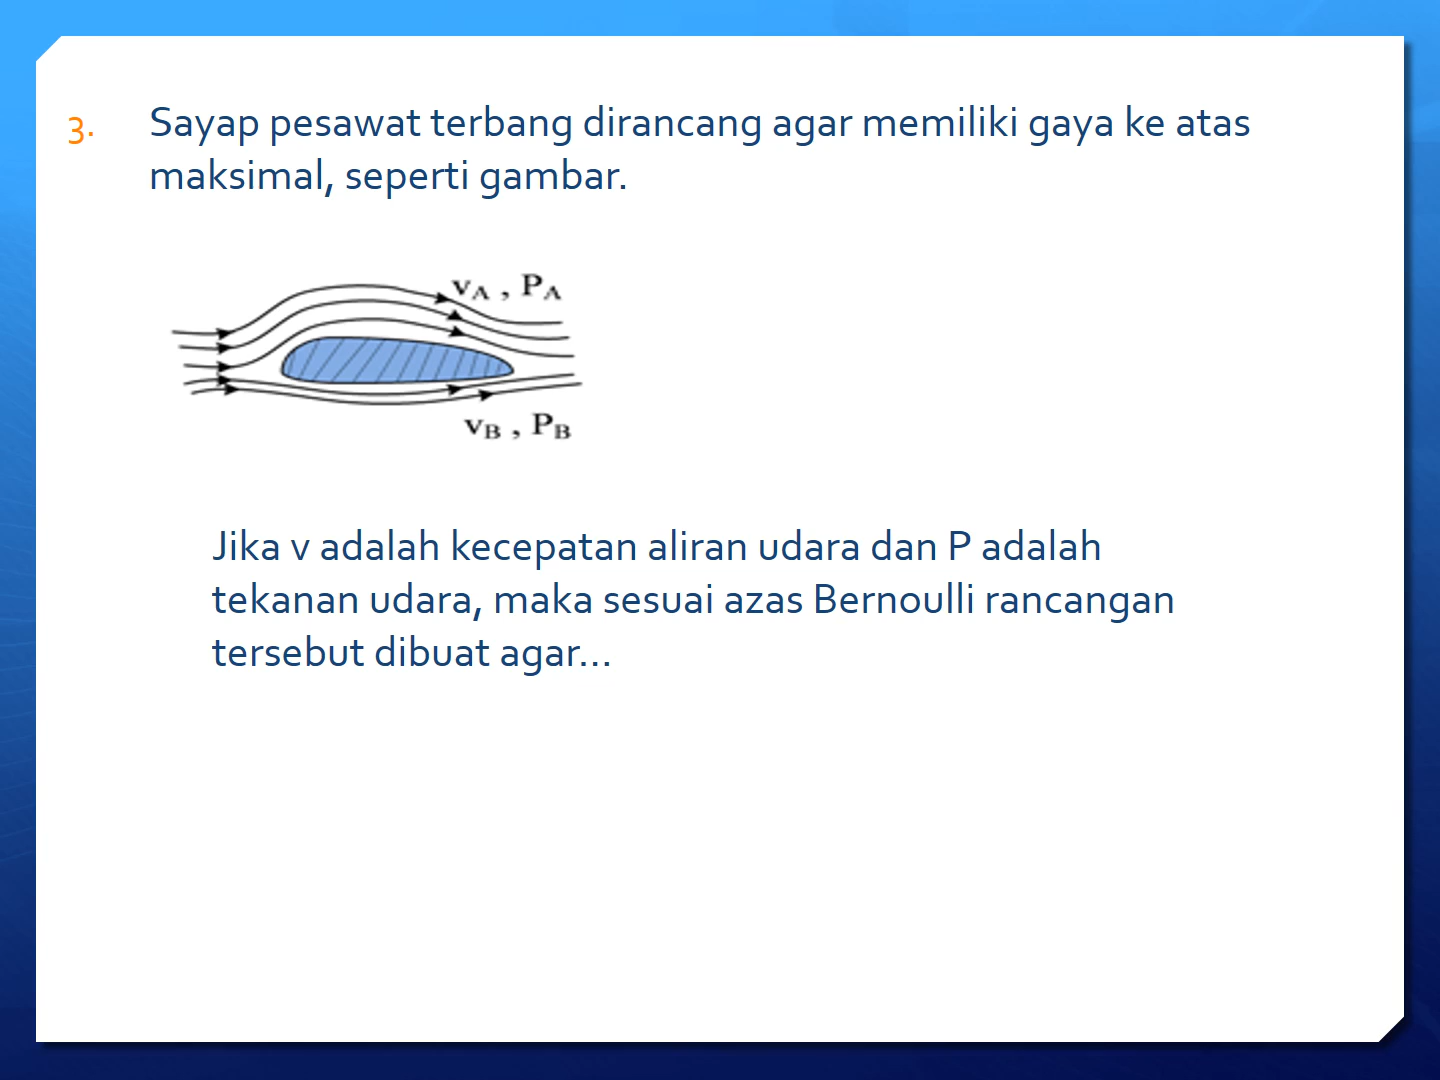 3. Sayap pesawat terbang dirancang agar memiliki gaya ke atas
maksimal, seperti gambar.
vA , PA
vB , PB
Jika v adalah kecepatan aliran udara dan P adalah
tekanan udara, maka sesuai azas Bernoulli rancangan
tersebut dibuat agar...